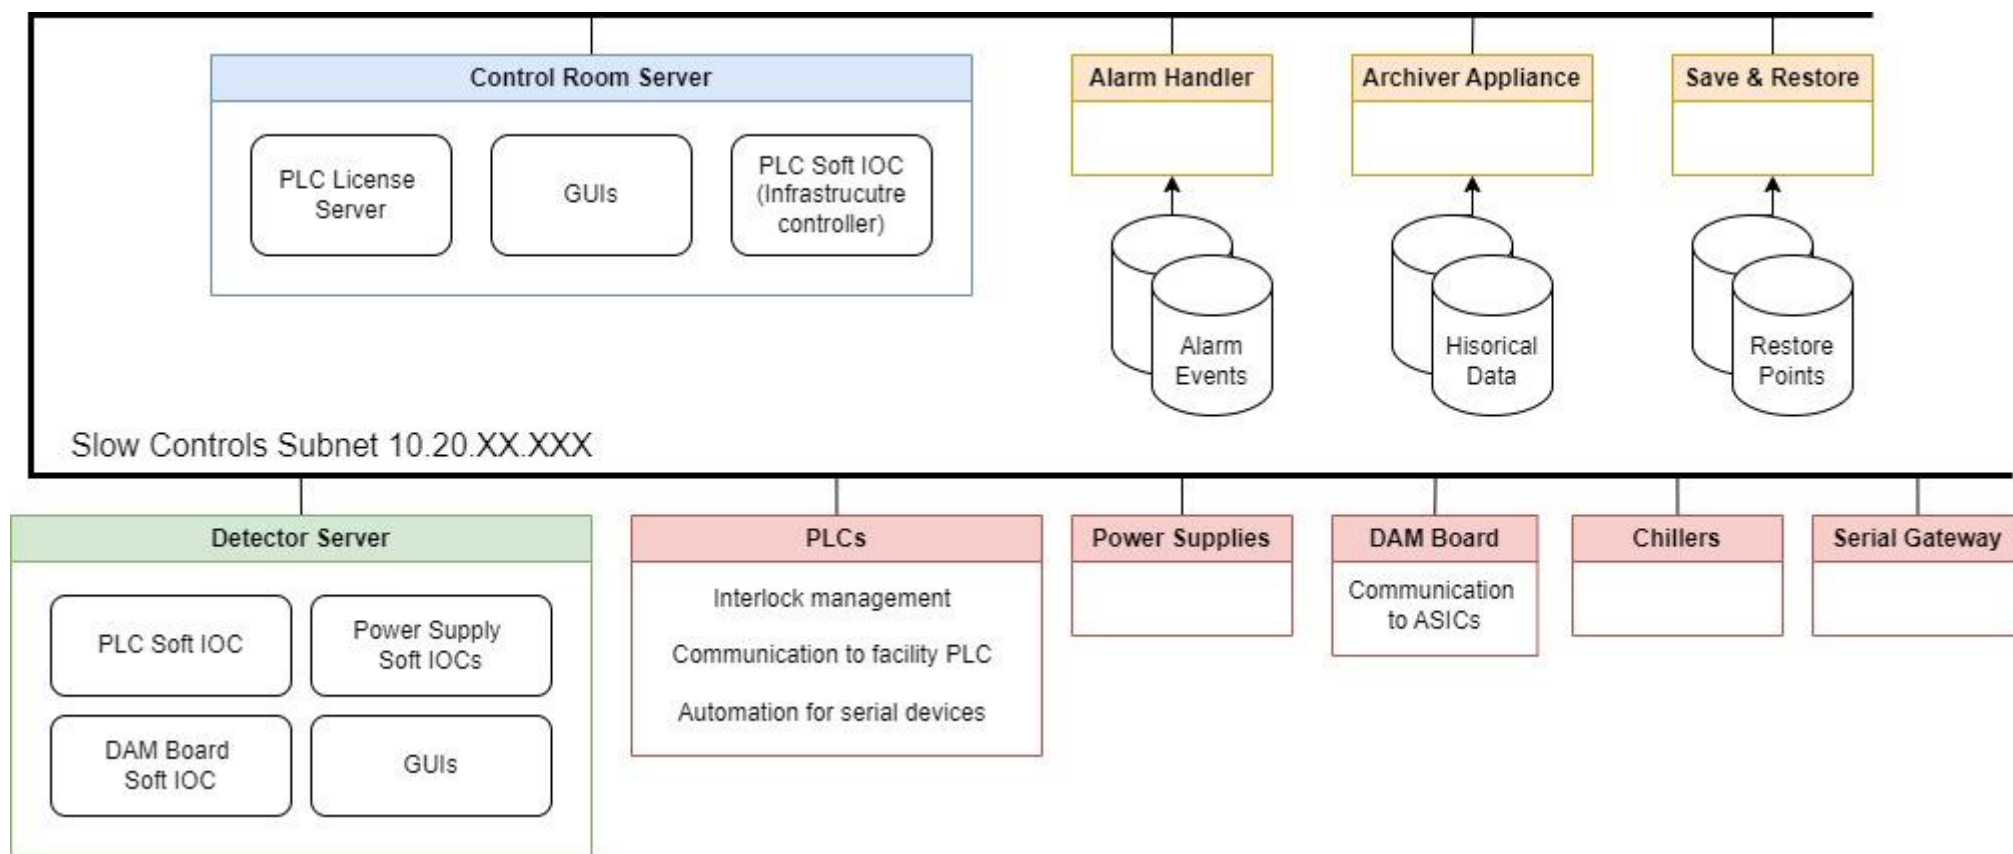 Control Room Server
Alarm Handler
Archiver Appliance
Save & Restore
PLC License
Server
GUIs
PLC Soft IOC
(Infrastrucutre
controller)
Alarm
Events
Hisorical
Data
Restore
Points
Slow Controls Subnet 10.20.XX.XXX
Detector Server
PLCs
Power Supplies
DAM Board
Chillers
Serial Gateway
PLC Soft IOC
Power Supply
Soft IOCs
DAM Board
Soft IOC
GUIs
Interlock management
Communication to facility PLC
Automation for serial devices
Communication
to ASICs